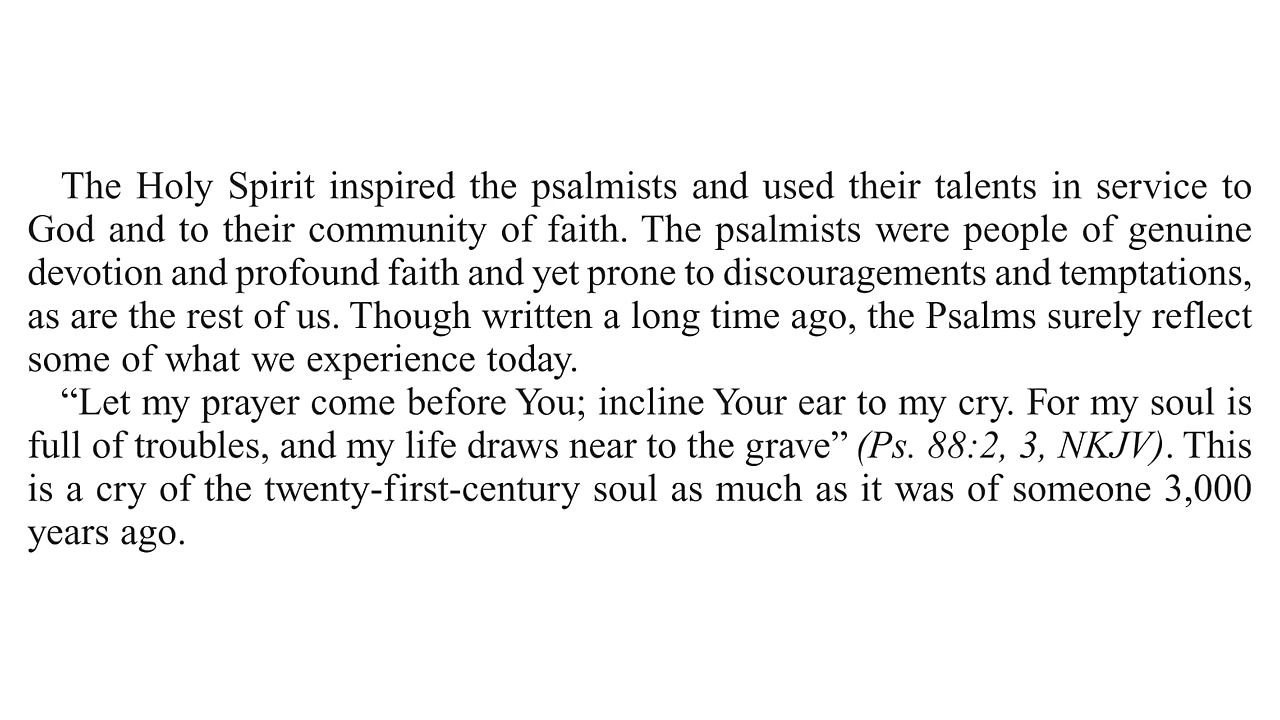 The Holy Spirit inspired the psalmists and used their talents in service to
God and to their community of faith. The psalmists were people of genuine
devotion and profound faith and yet prone to discouragements and temptations,
as are the rest of us. Though written a long time ago, the Psalms surely reflect
some of what we experience today.
“Let my prayer come before You; incline Your ear to my cry. For my soul is
full of troubles, and my life draws near to the grave” (Ps. 88:2, 3, NKJV). This
is a cry of the twenty-first-century soul as much as it was of someone 3,000
years ago.